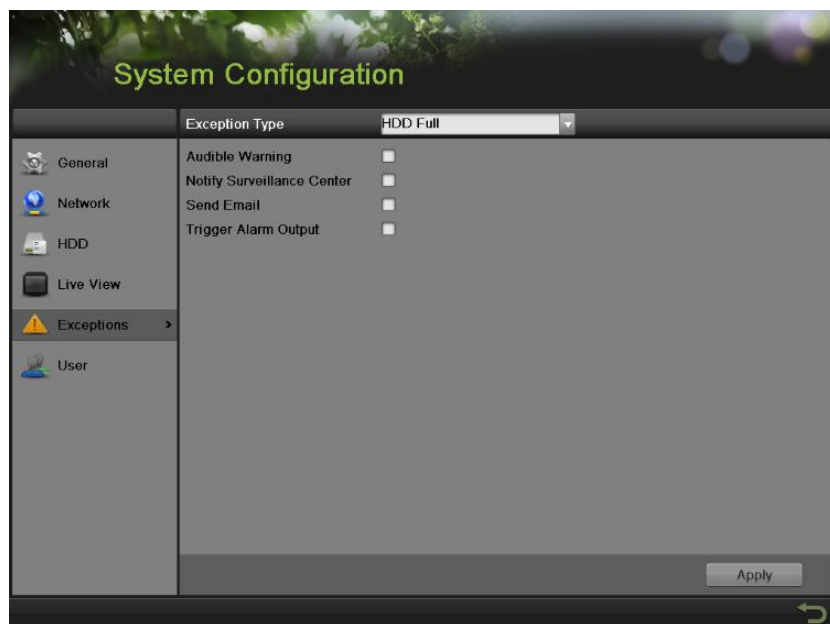 System Configuration
Exception Type HDD Full
General
Network
HDD
Live View
Exceptions
User
Audible Warning
Notify Surveillance Center
Send Email
Trigger Alarm Output
Apply